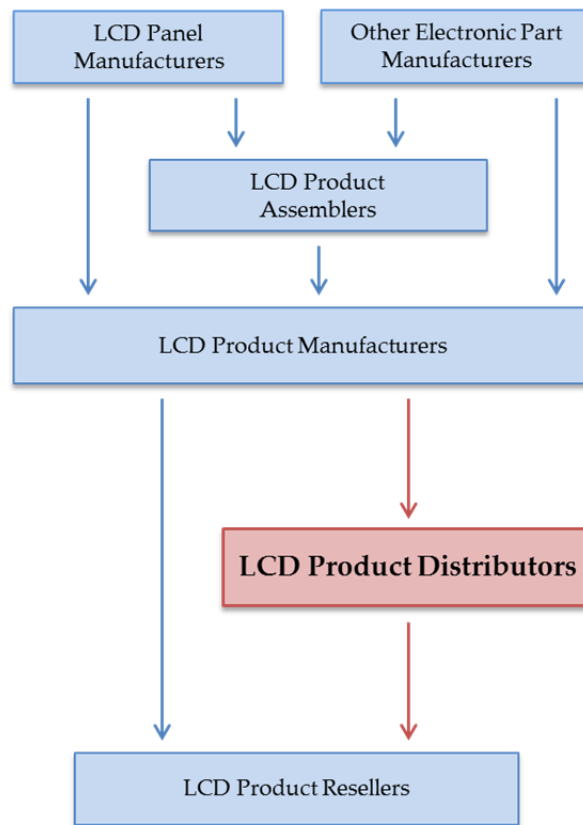 LCD Panel
Manufacturers
Other Electronic Part
Manufacturers
LCD Product
Assemblers
LCD Product Manufacturers
LCD Product Distributors
LCD Product Resellers